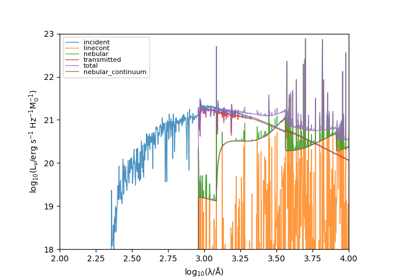 23
22
21
20
19
18
log₁₀(Lᵥ/erg s⁻¹ Hz⁻¹ M☉⁻¹)
incident
linecont
nebular
transmitted
total
nebular_continuum
2.00 2.25 2.50 2.75 3.00 3.25 3.50 3.75 4.00
log₁₀(λ/Å)